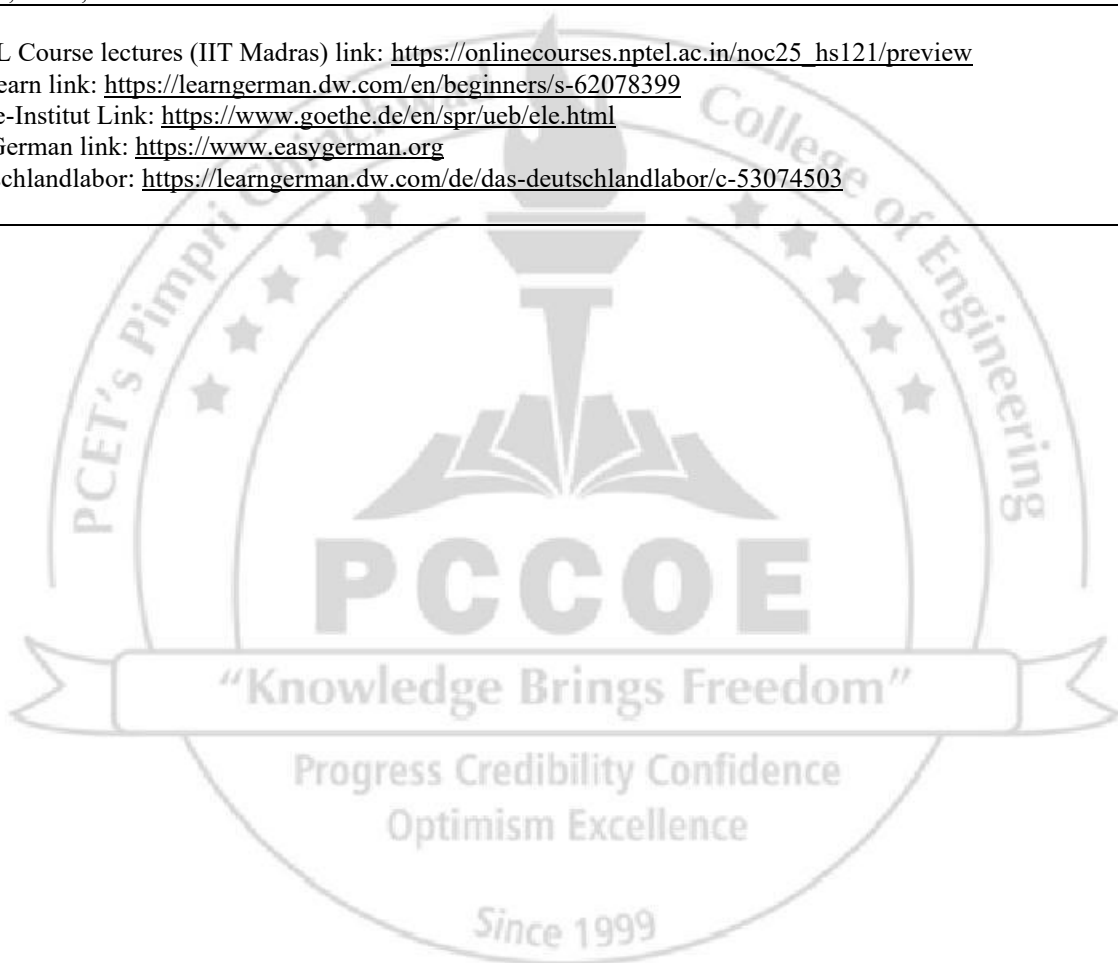 L Course lectures (IIT Madras) link: https://onlinecourses.nptel.ac.in/noc25_hs121/preview
earn link: https://learngerman.dw.com/en/beginners/s-62078399
e-Institut Link: https://www.goethe.de/en/spr/ueb/ele.html
German link: https://www.easygerman.org
schlandlabor: https://learngerman.dw.com/de/das-deutschlandlabor/c-53074503
PCET's Pimpri Chinchwad College of Engineering
PCCOE
"Knowledge Brings Freedom"
Progress Credibility Confidence
Optimism Excellence
Since 1999